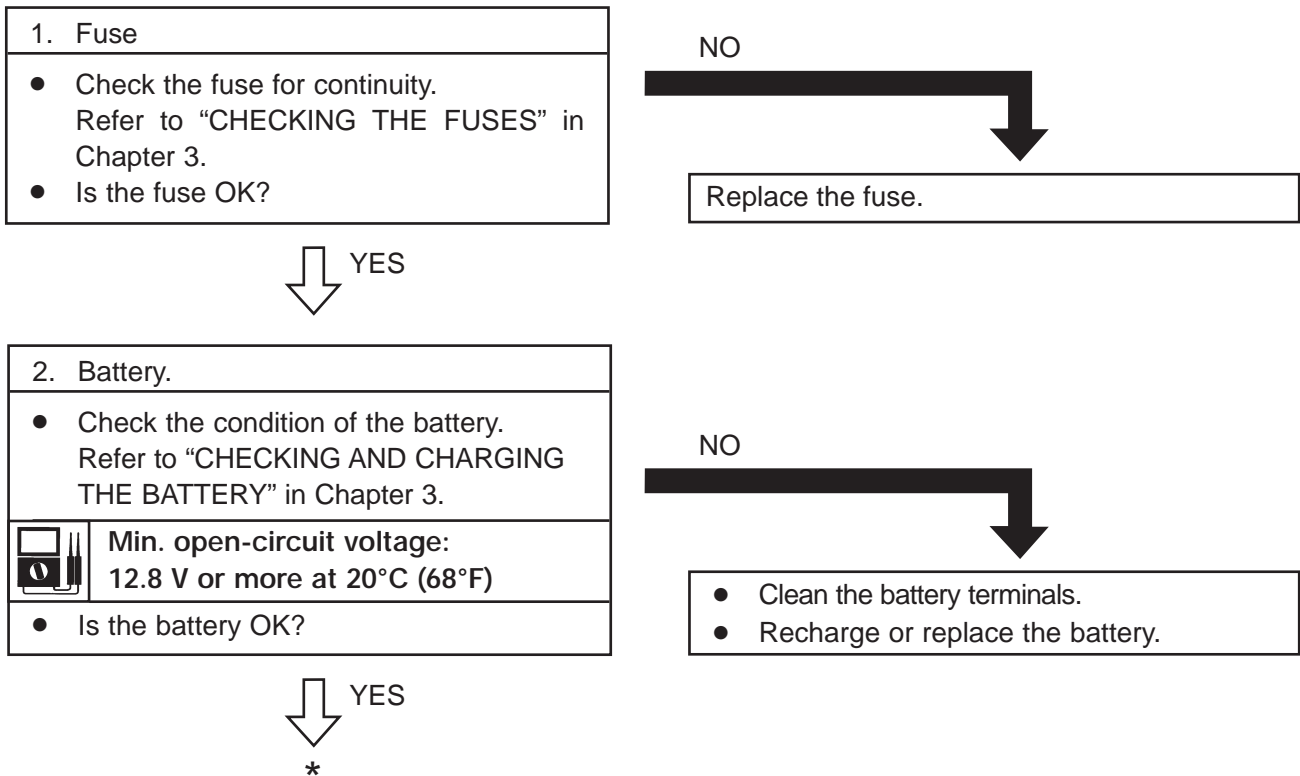 1. Fuse
● Check the fuse for continuity.
Refer to “CHECKING THE FUSES” in
Chapter 3.
● Is the fuse OK?
NO
Replace the fuse.
YES
2. Battery.
● Check the condition of the battery.
Refer to “CHECKING AND CHARGING
THE BATTERY” in Chapter 3.
Min. open-circuit voltage:
12.8 V or more at 20°C (68°F)
● Is the battery OK?
NO
● Clean the battery terminals.
● Recharge or replace the battery.
YES
*